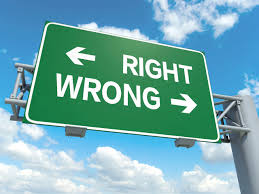 ← RIGHT
WRONG →